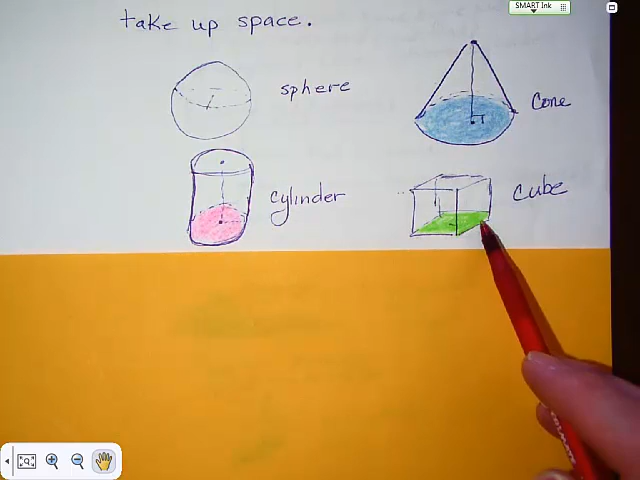 SMART Ink
take up space.
sphere
cone
cylinder
cube